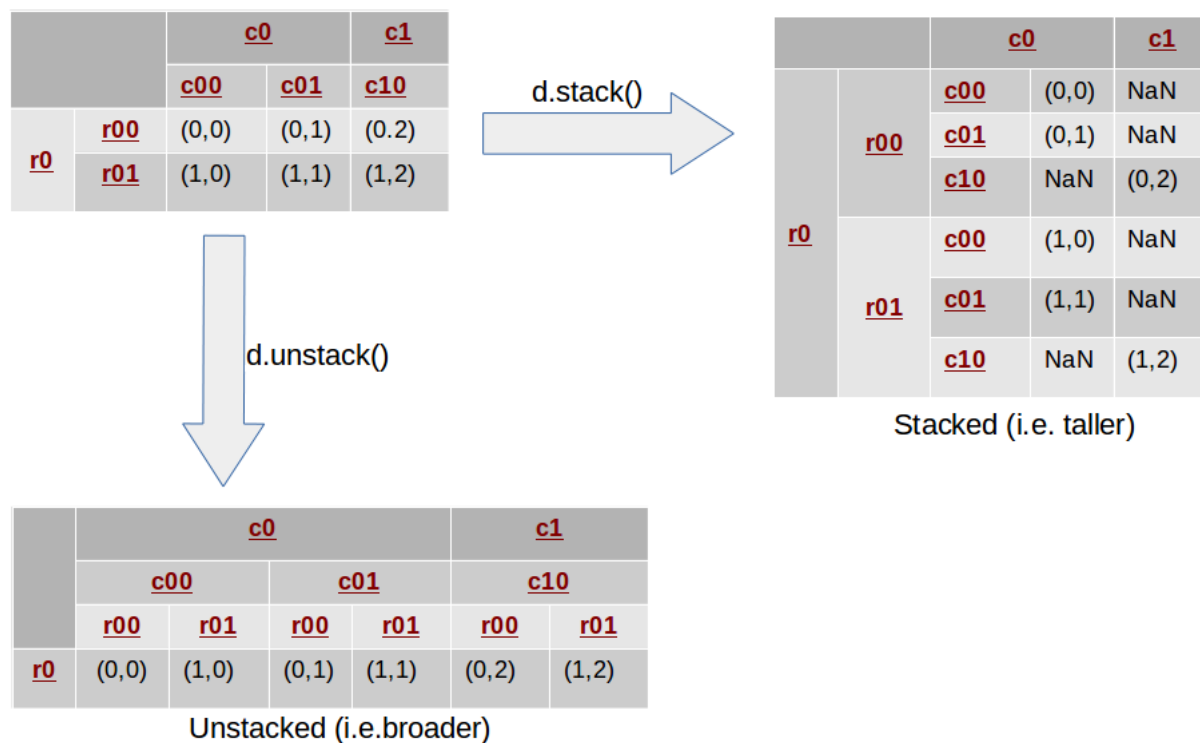 c0 c1
c00 c01 c10
r0 r00 (0,0) (0,1) (0.2)
r01 (1,0) (1,1) (1,2)
d.stack()
c0 c1
r0 r00 c00 (0,0) NaN
c01 (0,1) NaN
c10 NaN (0,2)
r01 c00 (1,0) NaN
c01 (1,1) NaN
c10 NaN (1,2)
Stacked (i.e. taller)
d.unstack()
c0 c1
c00 c01 c10
r00 r01 r00 r01 r00 r01
r0 (0,0) (1,0) (0,1) (1,1) (0,2) (1,2)
Unstacked (i.e.broader)